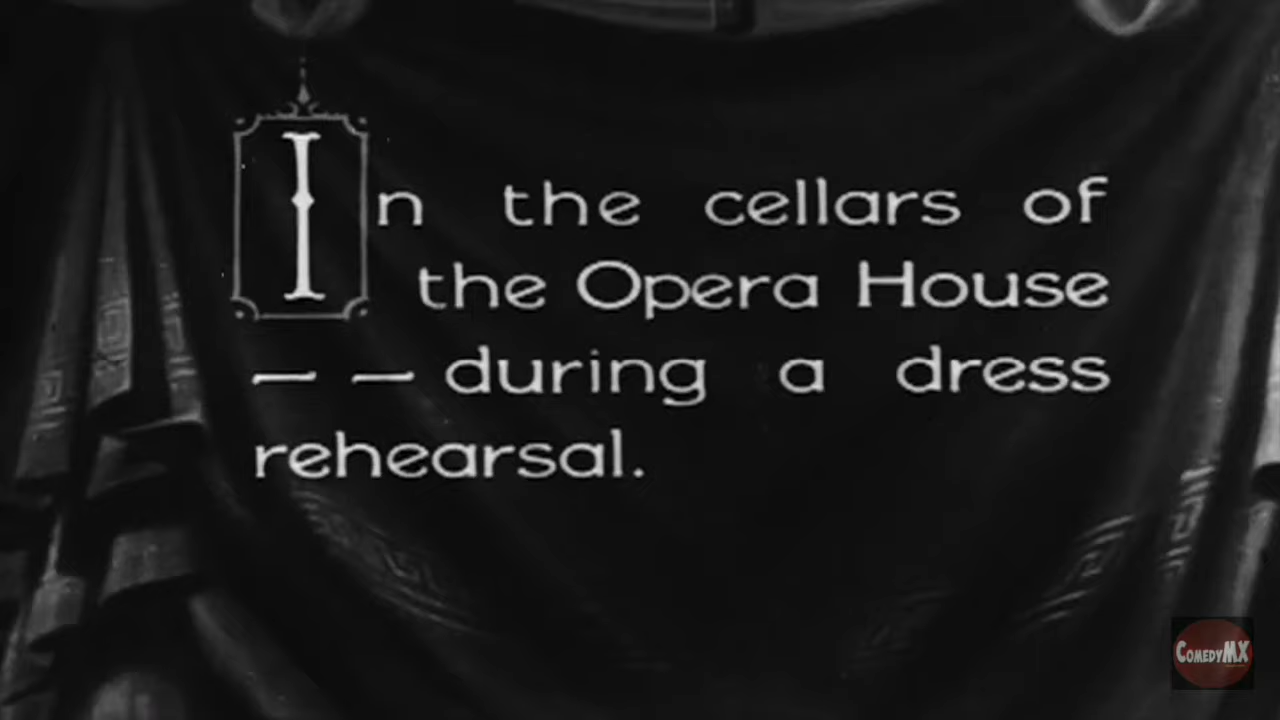 In the cellars of
the Opera House
— — during a dress
rehearsal.
COMEDYMX